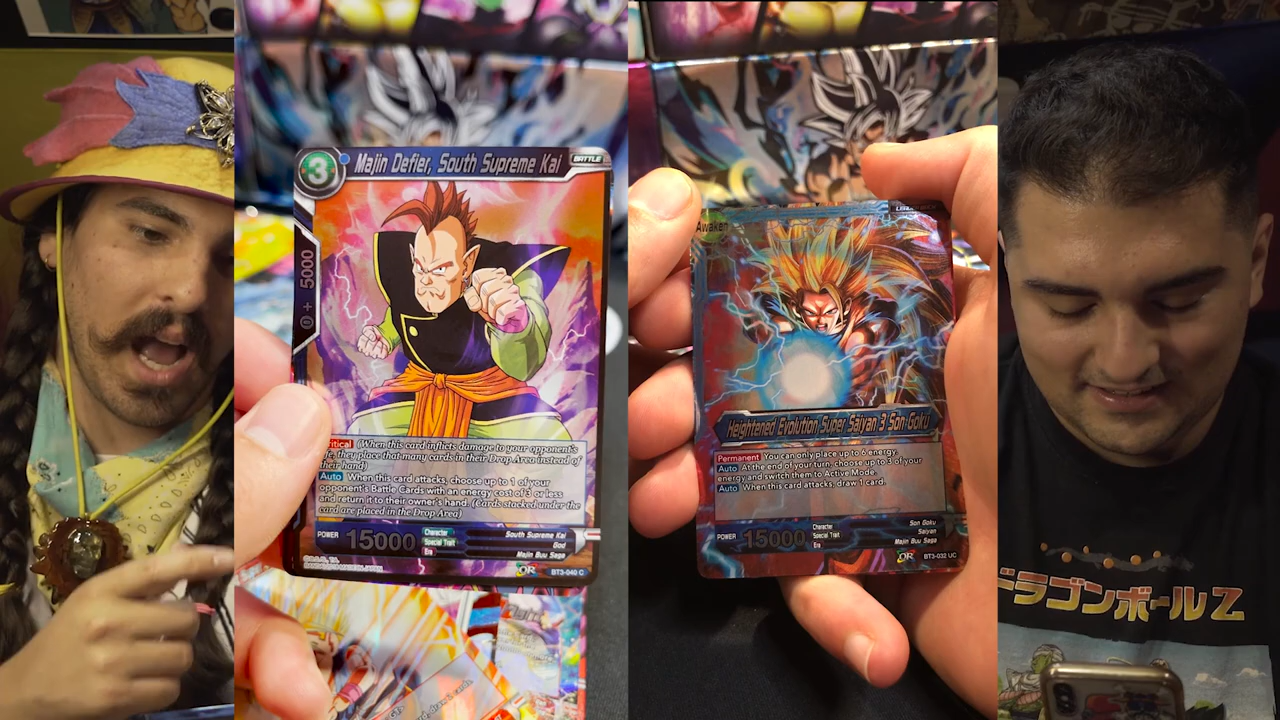 3
Majin Defier, South Supreme Kai
BATTLE
0 + 5000
ritical (When this card inflicts damage to your opponent's
life, they place that many cards in their Drop Area instead of
their hand)
Auto When this card attacks, choose up to 1 of your
opponent's Battle Cards with an energy cost of 3 or less
and return it to their owner's hand. (Cards stacked under the
card are placed in the Drop Area)
POWER 15000
Character South Supreme Kai
Special Trait God
Era Majin Buu Saga
OR BT3-040 C
Awaken
Heightened Evolution Super Saiyan 3 Son Goku
Permanent You can only place up to 6 energy.
Auto At the end of your turn, choose up to 3 of your
energy and switch them to Active Mode.
Auto When this card attacks, draw 1 card.
POWER 15000
Character Son Goku
Special Trait Saiyan
Era Majin Buu Saga
OR BT3-032 UC
ドラゴンボールZ